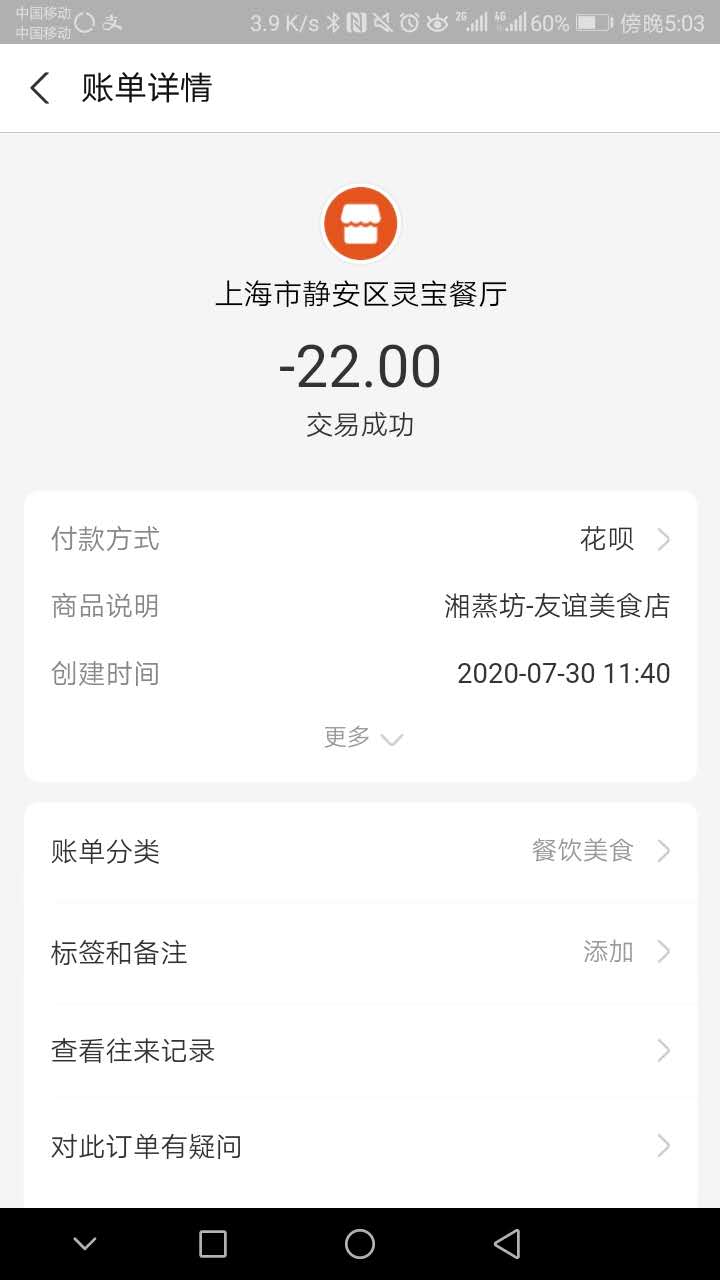 中国移动
中国移动
3.9 K/s 2G 4G 60% 傍晚5:03
账单详情
上海市静安区灵宝餐厅
-22.00
交易成功
付款方式 花呗
商品说明 湘蒸坊-友谊美食店
创建时间 2020-07-30 11:40
更多
账单分类 餐饮美食
标签和备注 添加
查看往来记录
对此订单有疑问